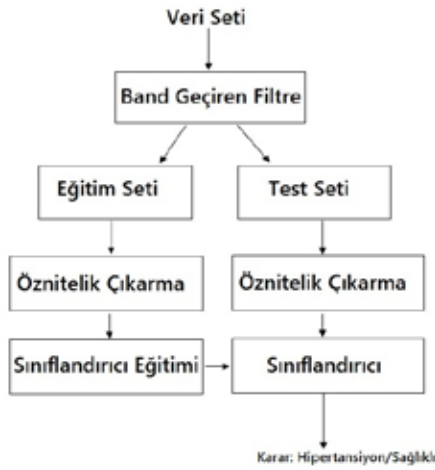 Veri Seti
Band Geçiren Filtre
Eğitim Seti
Test Seti
Öznitelik Çıkarma
Öznitelik Çıkarma
Sınıflandırıcı Eğitimi
Sınıflandırıcı
Karar: Hipertansiyon/Sağlıklı